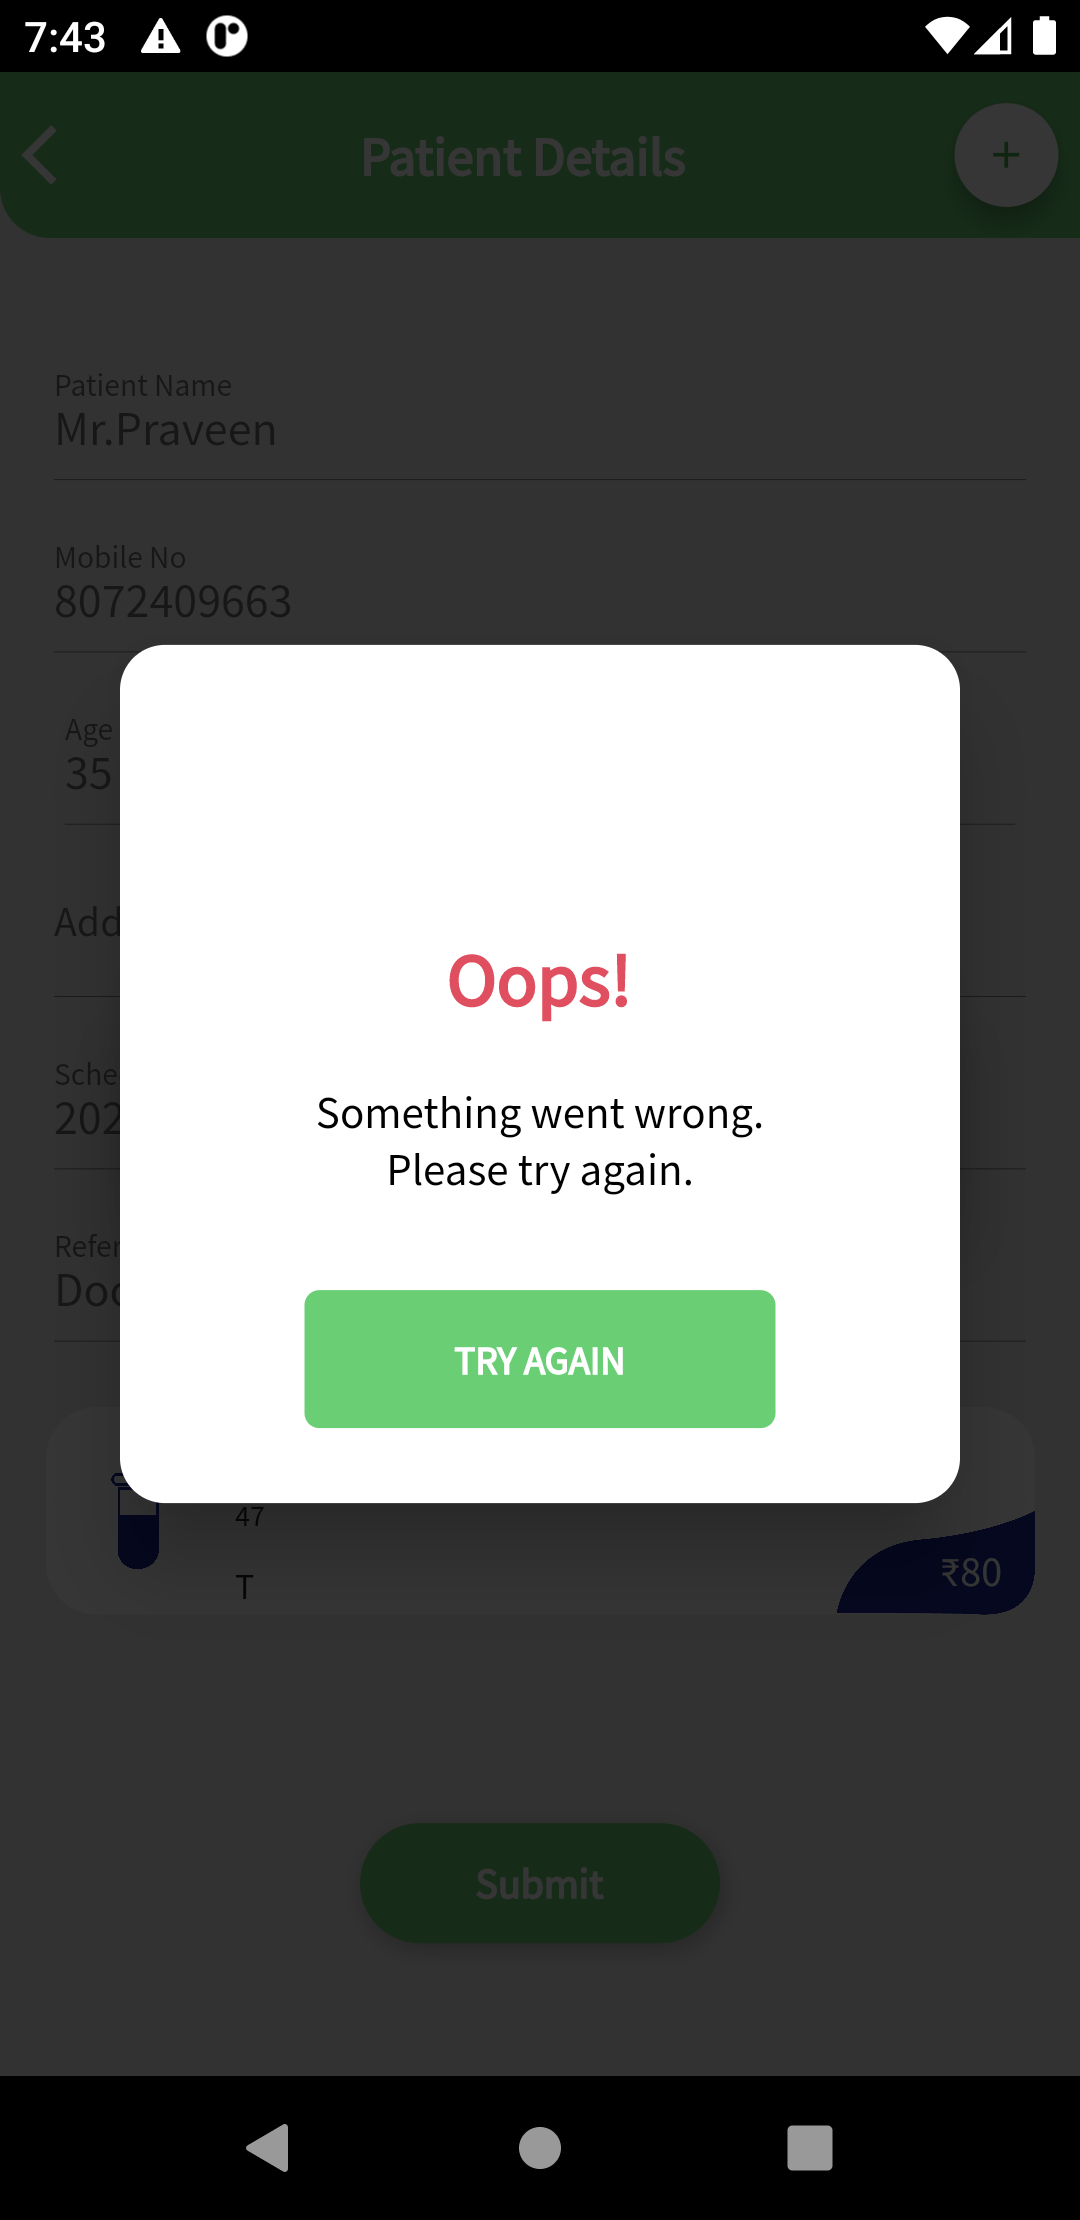 7:43
Patient Details
+
Patient Name
Mr.Praveen
Mobile No
8072409663
Age
35
Add
Sche
202
Refer
Doc
Oops!
Something went wrong.
Please try again.
TRY AGAIN
47
T
₹80
Submit